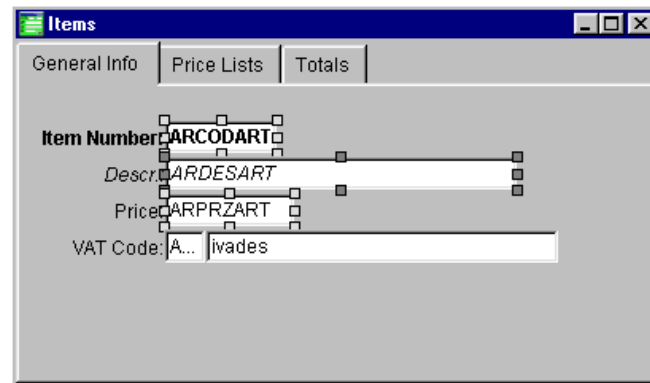 Items
General Info Price Lists Totals
Item Number: ARCODART
Descr. ARDESART
Price ARPRZART
VAT Code: A... ivades